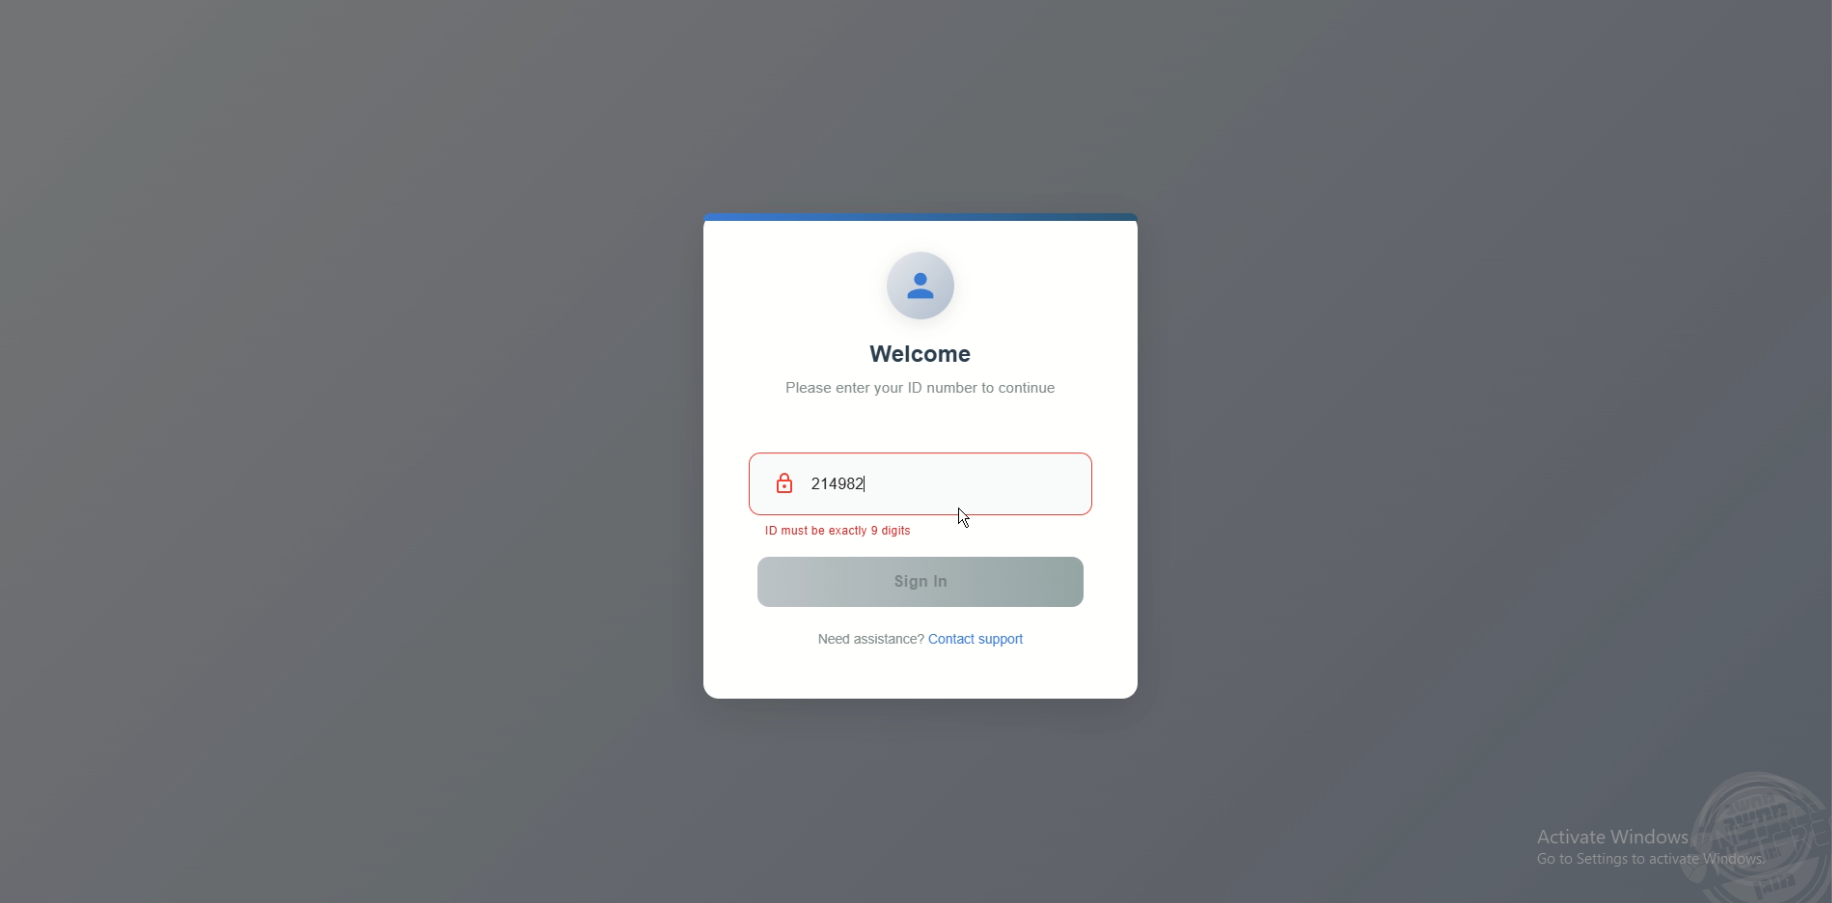 Welcome
Please enter your ID number to continue
214982
ID must be exactly 9 digits
Sign In
Need assistance? Contact support
Activate Windows
Go to Settings to activate Windows.